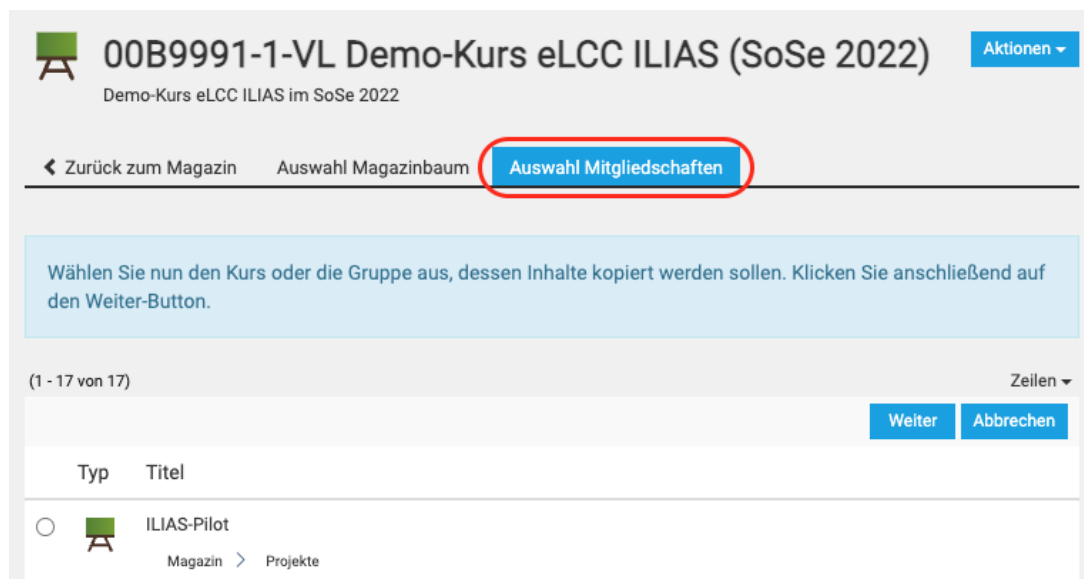 00B9991-1-VL Demo-Kurs eLCC ILIAS (SoSe 2022)
Aktionen
Demo-Kurs eLCC ILIAS im SoSe 2022
Zurück zum Magazin Auswahl Magazinbaum Auswahl Mitgliedschaften
Wählen Sie nun den Kurs oder die Gruppe aus, dessen Inhalte kopiert werden sollen. Klicken Sie anschließend auf
den Weiter-Button.
(1 - 17 von 17) Zeilen
Weiter Abbrechen
Typ Titel
ILIAS-Pilot
Magazin > Projekte